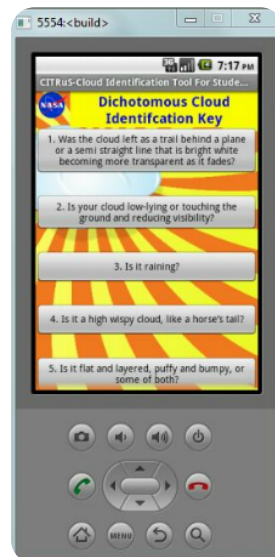 5554:<build>
3G 7:17 PM
CITRuS-Cloud Identification Tool For Stude...
NASA
Dichotomous Cloud
Identifcation Key
1. Was the cloud left as a trail behind a plane
or a semi straight line that is bright white
becoming more transparent as it fades?
2. Is your cloud low-lying or touching the
ground and reducing visibility?
3. Is it raining?
4. Is it a high wispy cloud, like a horse's tail?
5. Is it flat and layered, puffy and bumpy, or
some of both?
MENU